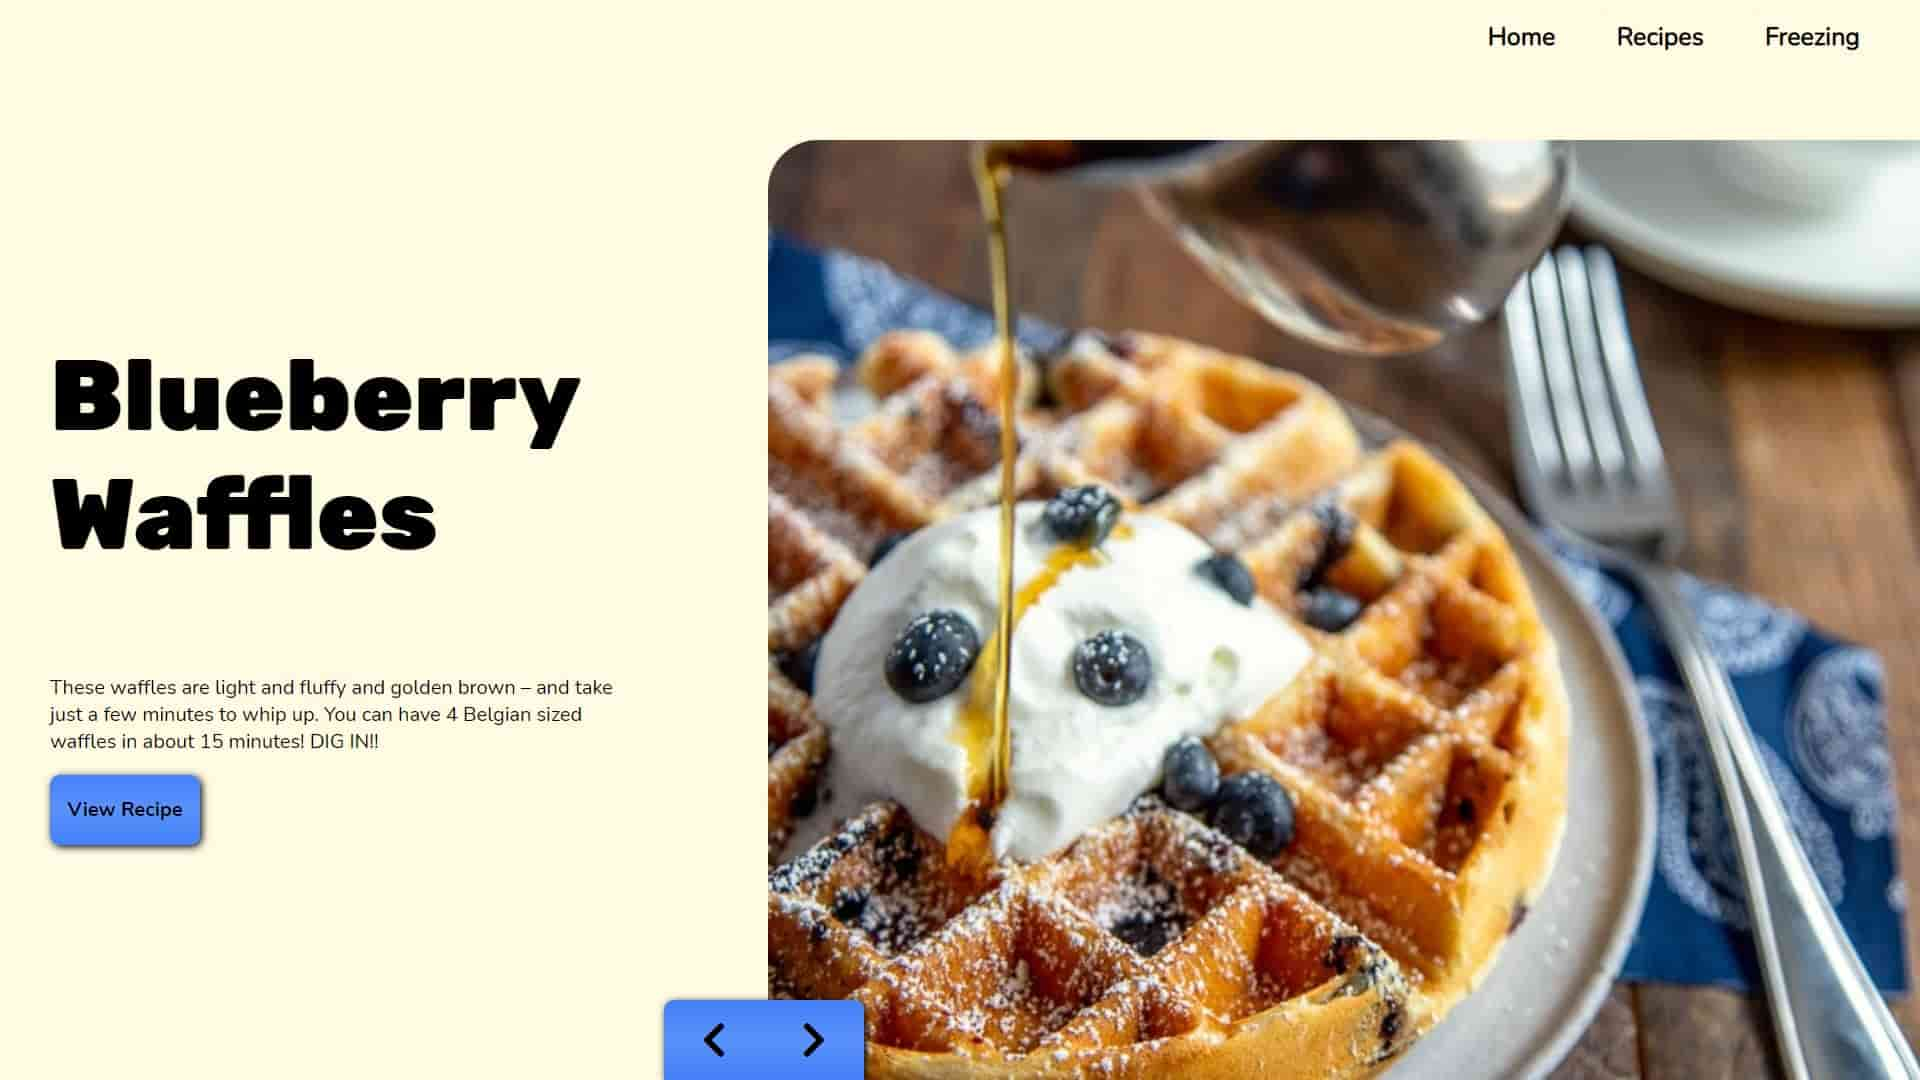 Home Recipes Freezing
Blueberry
Waffles
These waffles are light and fluffy and golden brown – and take
just a few minutes to whip up. You can have 4 Belgian sized
waffles in about 15 minutes! DIG IN!!
View Recipe